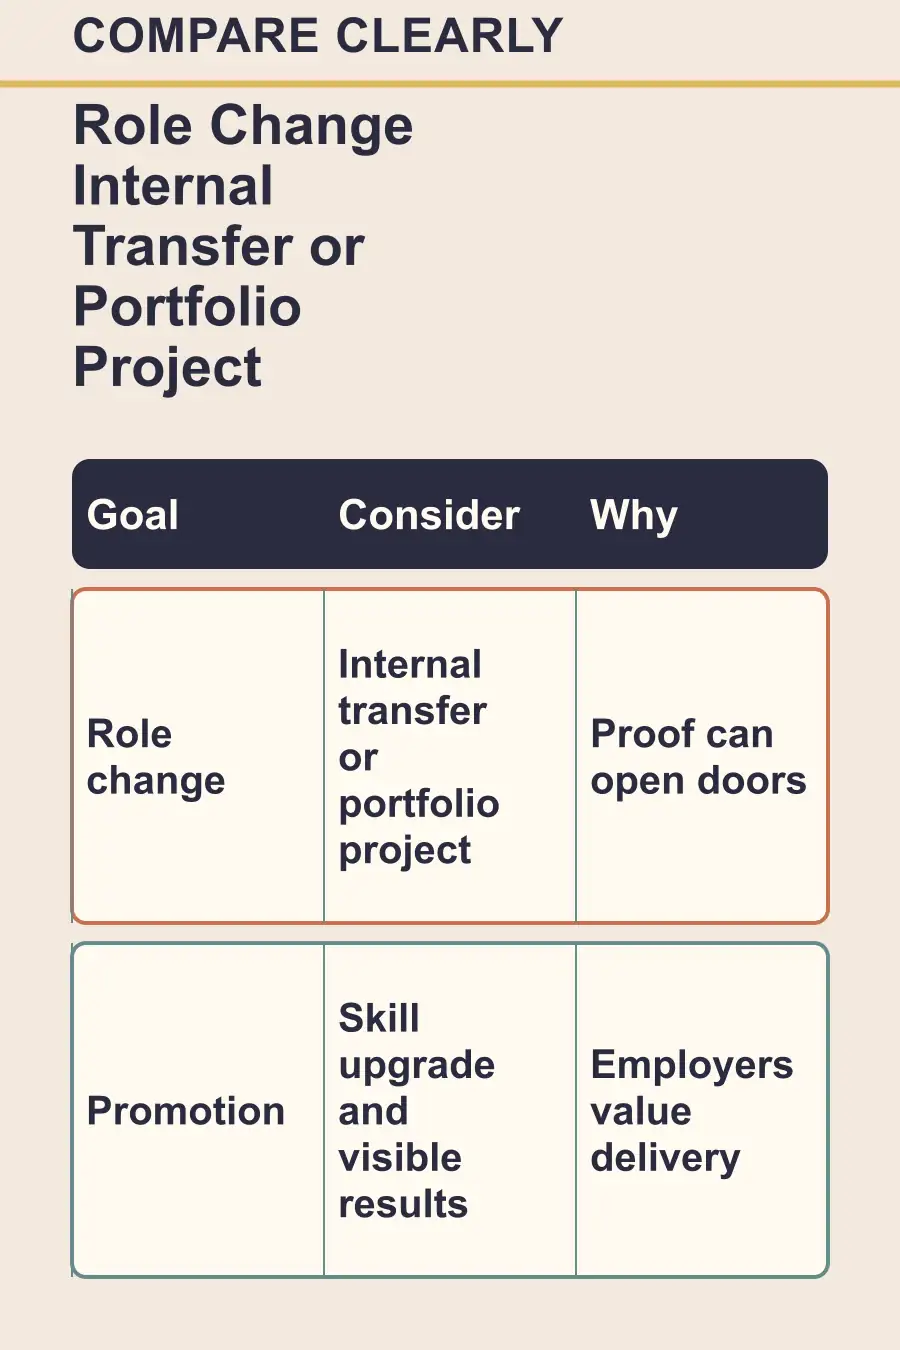 COMPARE CLEARLY
Role Change
Internal
Transfer or
Portfolio
Project
Goal
Consider
Why
Role
change
Internal
transfer
or
portfolio
project
Proof can
open doors
Promotion
Skill
upgrade
and
visible
results
Employers
value
delivery